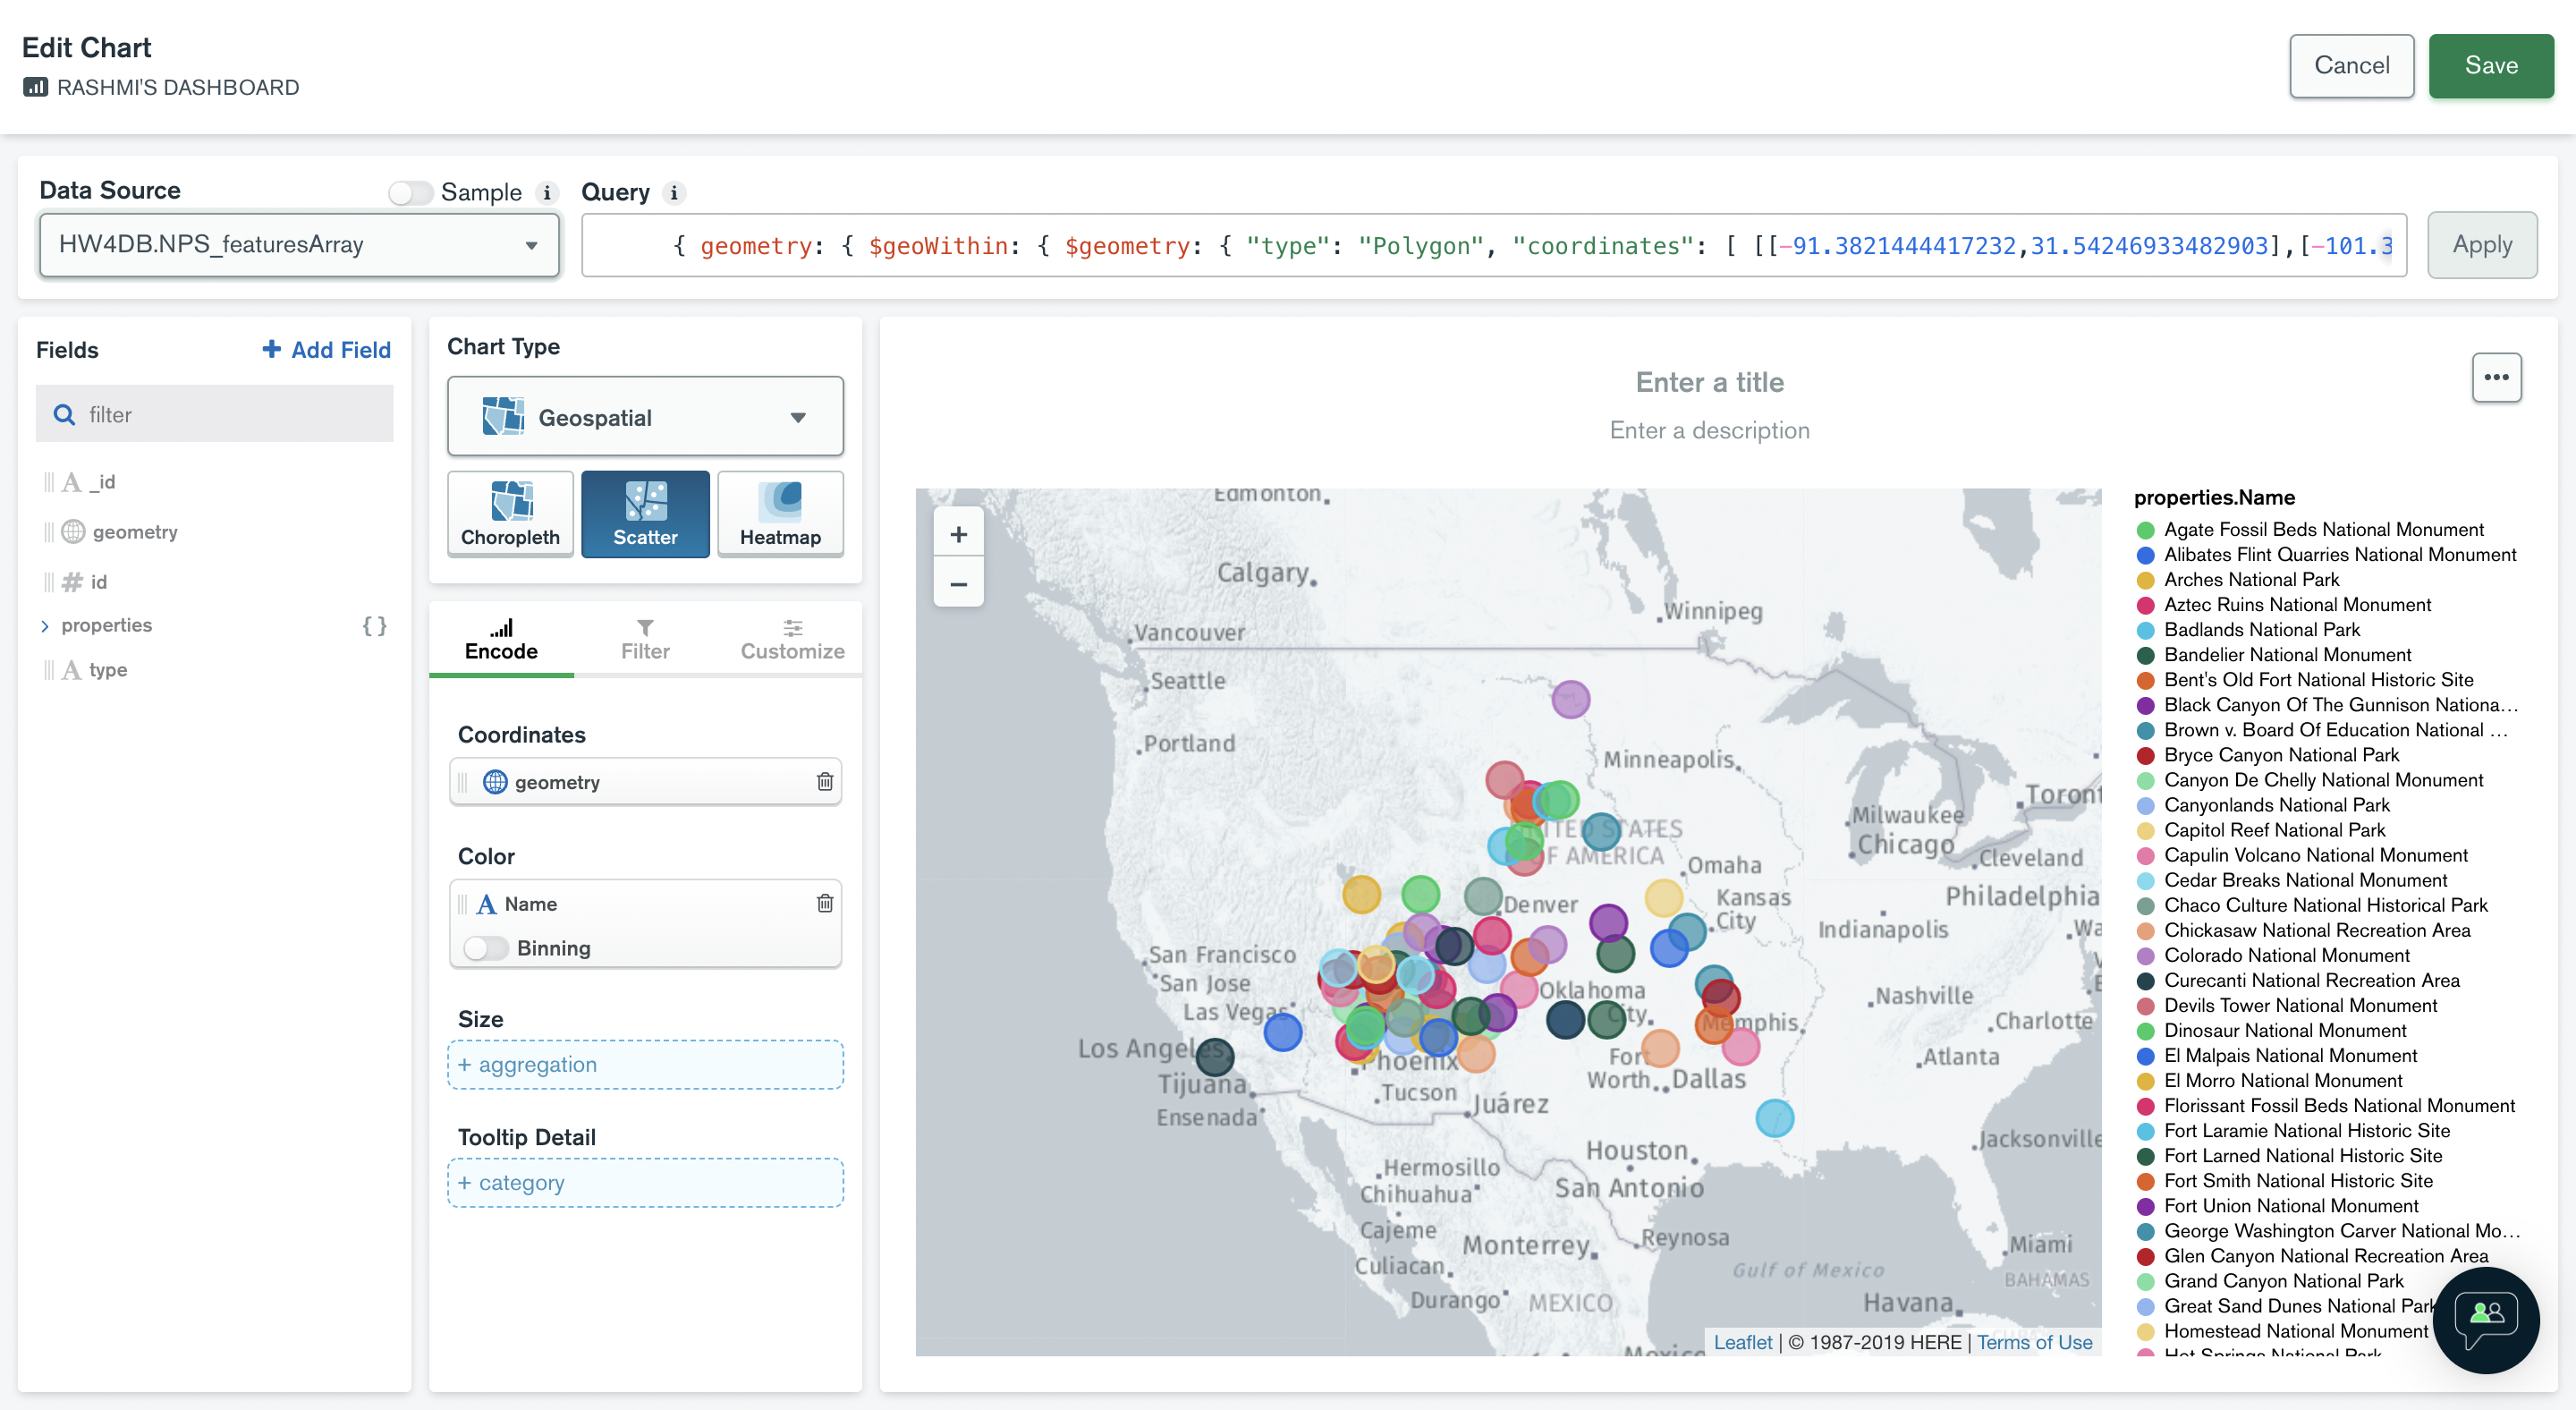 Edit Chart
RASHMI'S DASHBOARD
Cancel
Save
Data Source
Sample
Query
HW4DB.NPS_featuresArray
{ geometry: { $geoWithin: { $geometry: { "type": "Polygon", "coordinates": [ [[-91.3821444417232,31.54246933482903],[-101.3
Apply
Fields
+ Add Field
filter
_id
geometry
# id
properties
{ }
type
Chart Type
Geospatial
Choropleth
Scatter
Heatmap
Encode
Filter
Customize
Coordinates
geometry
Color
Name
Binning
Size
+ aggregation
Tooltip Detail
+ category
Enter a title
Enter a description
+
−
Edmonton
Calgary
Winnipeg
Vancouver
Seattle
Portland
Minneapolis
Toront
Milwaukee
Chicago
Cleveland
Omaha
Kansas
City
Philadelphia
Indianapolis
Wa
Denver
San Francisco
San Jose
Las Vegas
Los Angeles
Tijuana
Ensenada
Phoenix
Tucson
Juárez
Oklahoma
City
Memphis
Nashville
Charlotte
Atlanta
Fort
Worth
Dallas
Houston
San Antonio
Jacksonville
Hermosillo
Chihuahua
Cajeme
Monterrey
Reynosa
Culiacan
Durango
MEXICO
Gulf of Mexico
Miami
BAHAMAS
Havana
Leaflet | © 1987-2019 HERE | Terms of Use
properties.Name
Agate Fossil Beds National Monument
Alibates Flint Quarries National Monument
Arches National Park
Aztec Ruins National Monument
Badlands National Park
Bandelier National Monument
Bent's Old Fort National Historic Site
Black Canyon Of The Gunnison Nationa...
Brown v. Board Of Education National ...
Bryce Canyon National Park
Canyon De Chelly National Monument
Canyonlands National Park
Capitol Reef National Park
Capulin Volcano National Monument
Cedar Breaks National Monument
Chaco Culture National Historical Park
Chickasaw National Recreation Area
Colorado National Monument
Curecanti National Recreation Area
Devils Tower National Monument
Dinosaur National Monument
El Malpais National Monument
El Morro National Monument
Florissant Fossil Beds National Monument
Fort Laramie National Historic Site
Fort Larned National Historic Site
Fort Smith National Historic Site
Fort Union National Monument
George Washington Carver National Mo...
Glen Canyon National Recreation Area
Grand Canyon National Park
Great Sand Dunes National Park
Homestead National Monument
Hot Springs National Park